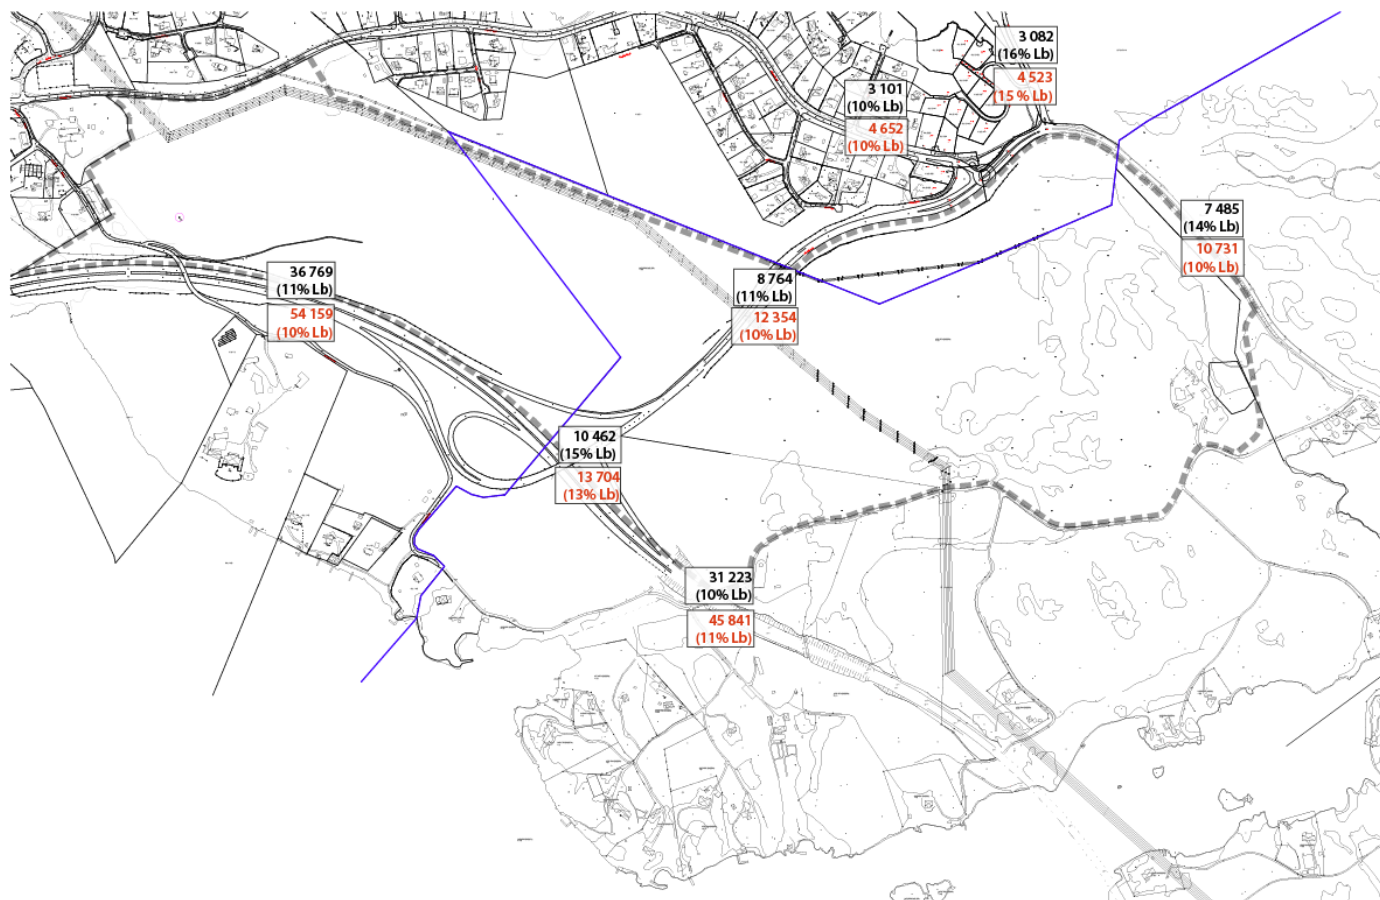 3 082
(16% Lb)
4 523
(15 % Lb)
3 101
(10% Lb)
4 652
(10% Lb)
7 485
(14% Lb)
10 731
(10% Lb)
36 769
(11% Lb)
54 159
(10% Lb)
8 764
(11% Lb)
12 354
(10% Lb)
10 462
(15% Lb)
13 704
(13% Lb)
31 223
(10% Lb)
45 841
(11% Lb)